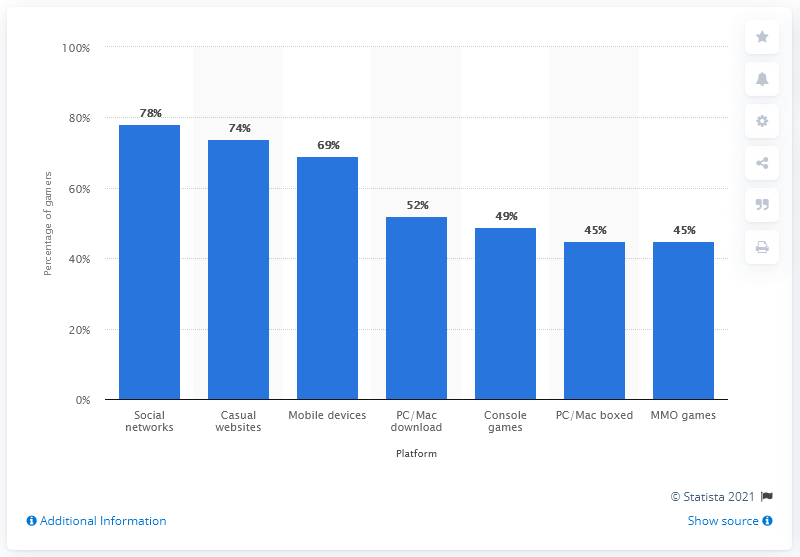 100%
80%
60%
40%
20%
0%
Percentage of gamers
78%
74%
69%
52%
49%
45%
45%
Social
networks
Casual
websites
Mobile devices
PC/Mac
download
Console
games
PC/Mac boxed
MMO games
Platform
© Statista 2021
Additional Information
Show source